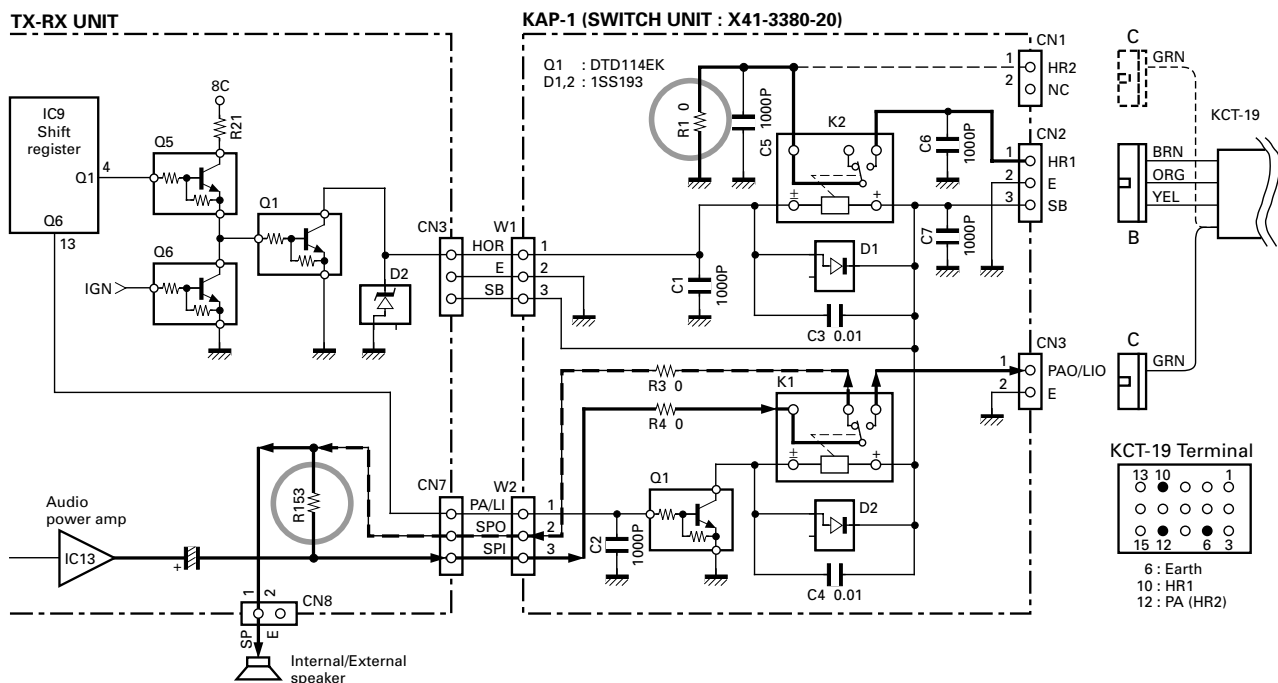 TX-RX UNIT
KAP-1 (SWITCH UNIT : X41-3380-20)
IC9
Shift
register
Q1
4
Q6
13
8C
R21
Q5
Q6
IGN
Q1
D2
CN3
HOR
E
SB
W1
1
2
3
Q1 : DTD114EK
D1,2 : 1SS193
R1 0
C5
1000P
K2
C6
1000P
± +
C7
1000P
C1
1000P
D1
C3 0.01
CN1
1 HR2
2 NC
CN2
1 HR1
2 E
3 SB
CN3
1 PAO/LIO
2 E
C
GRN
KCT-19
BRN
ORG
YEL
B
C
GRN
R3 0
R4 0
K1
± +
Q1
D2
C2
1000P
C4 0.01
CN7
PA/LI
SPO
SPI
W2
1
2
3
R153
Audio
power amp
IC13
+
1
2
CN8
SP
E
Internal/External
speaker
KCT-19 Terminal
13 10 1
15 12 6 3
6 : Earth
10 : HR1
12 : PA (HR2)